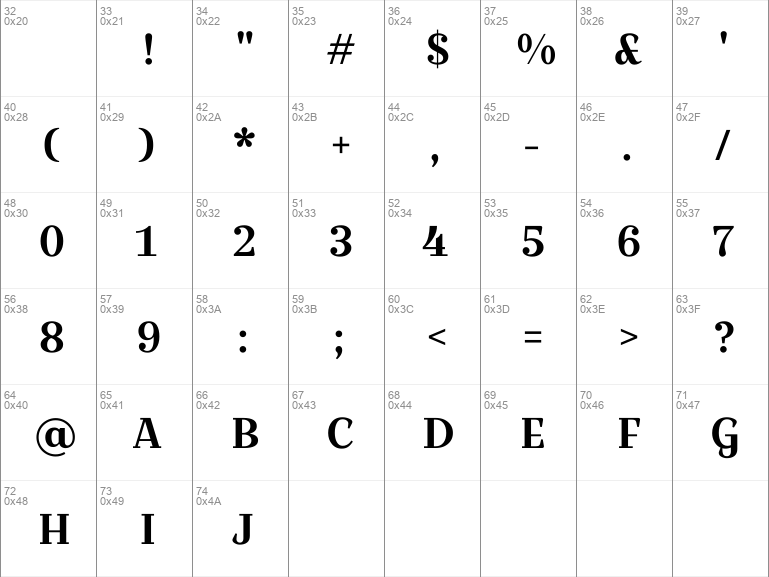 32 33 34 35 36 37 38 39
0x20 0x21 0x22 0x23 0x24 0x25 0x26 0x27
! " # $ % & '
40 41 42 43 44 45 46 47
0x28 0x29 0x2A 0x2B 0x2C 0x2D 0x2E 0x2F
( ) * + , - . /
48 49 50 51 52 53 54 55
0x30 0x31 0x32 0x33 0x34 0x35 0x36 0x37
0 1 2 3 4 5 6 7
56 57 58 59 60 61 62 63
0x38 0x39 0x3A 0x3B 0x3C 0x3D 0x3E 0x3F
8 9 : ; < = > ?
64 65 66 67 68 69 70 71
0x40 0x41 0x42 0x43 0x44 0x45 0x46 0x47
@ A B C D E F G
72 73 74
0x48 0x49 0x4A
H I J